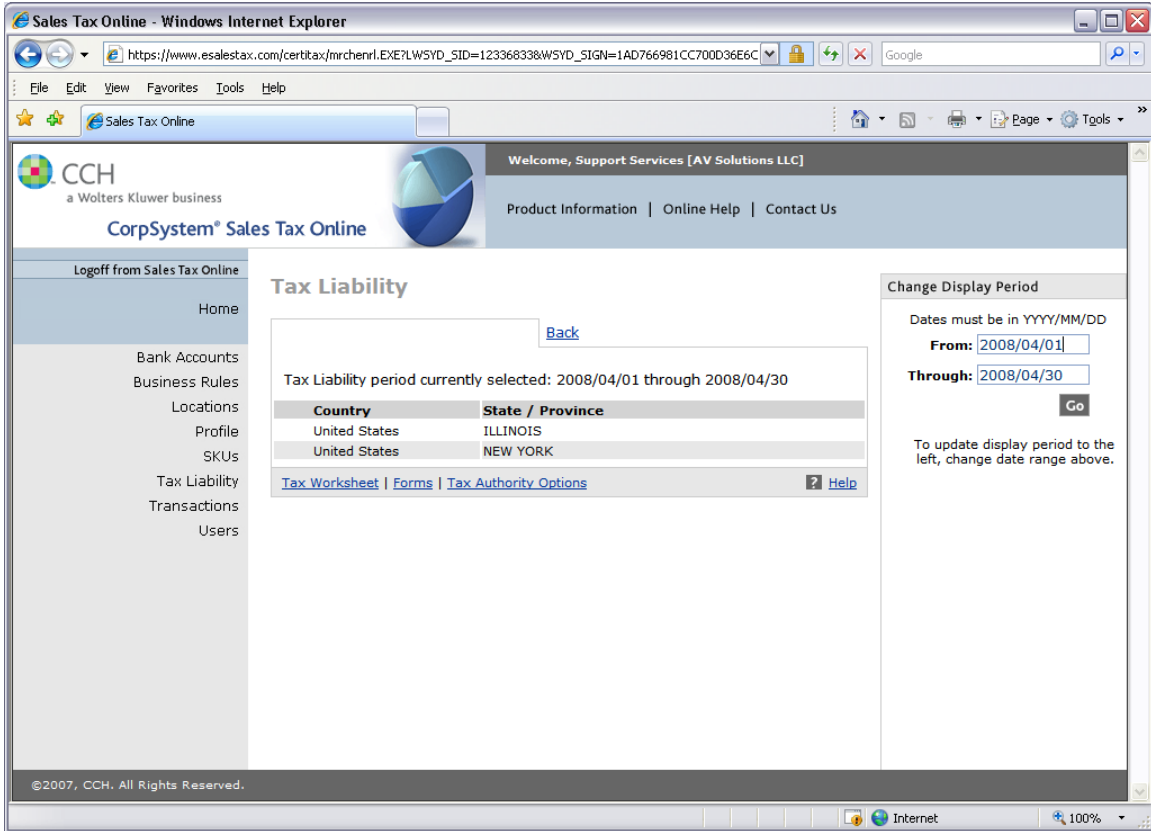 Sales Tax Online - Windows Internet Explorer
https://www.esalestax.com/certitax/mrchenrl.EXE?LWSYD_SID=12336833&WSYD_SIGN=1AD766981CC700D36E6C
Google
File Edit View Favorites Tools Help
Sales Tax Online
Page Tools »
CCH
a Wolters Kluwer business
CorpSystem® Sales Tax Online
Welcome, Support Services [AV Solutions LLC]
Product Information | Online Help | Contact Us
Logoff from Sales Tax Online
Home
Bank Accounts
Business Rules
Locations
Profile
SKUs
Tax Liability
Transactions
Users
Tax Liability
Back
Tax Liability period currently selected: 2008/04/01 through 2008/04/30
Country State / Province
United States ILLINOIS
United States NEW YORK
Tax Worksheet | Forms | Tax Authority Options
? Help
Change Display Period
Dates must be in YYYY/MM/DD
From: 2008/04/01
Through: 2008/04/30
Go
To update display period to the
left, change date range above.
©2007, CCH. All Rights Reserved.
Internet
100%